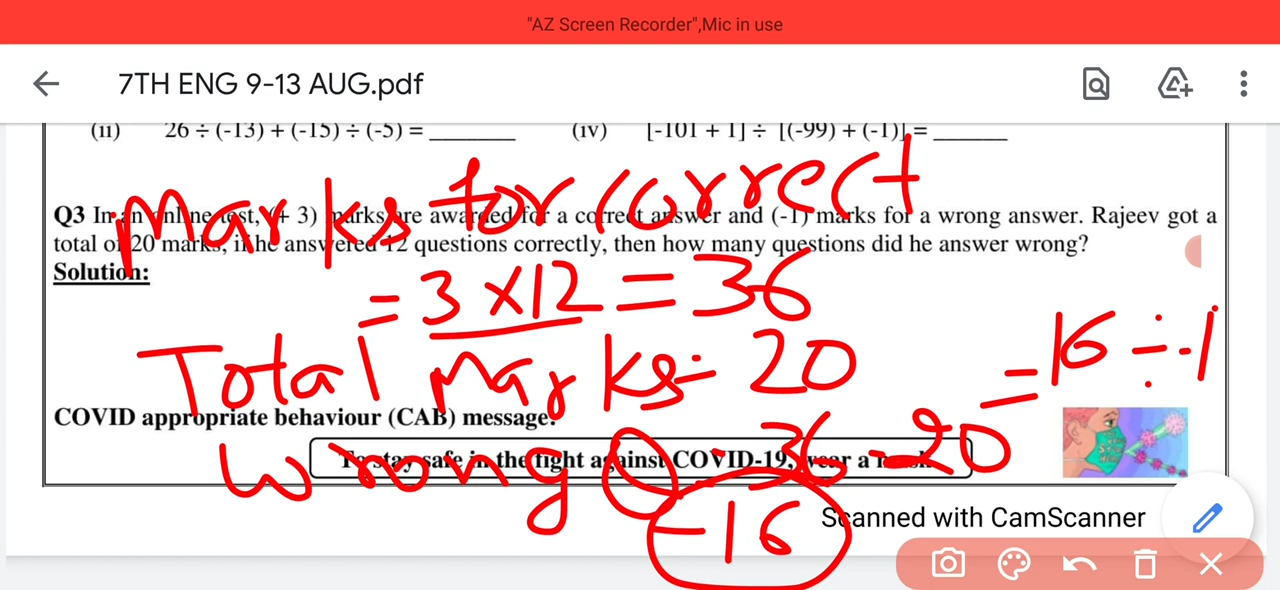 "AZ Screen Recorder",Mic in use
7TH ENG 9-13 AUG.pdf
(ii) 26 ÷ (-13) + (-15) ÷ (-5) = ________ (iv) [-101 + 1] ÷ [(-99) + (-1)] = _______
Marks for correct
Q3 In an online test, (+ 3) marks are awarded for a correct answer and (-1) marks for a wrong answer. Rajeev got a
total of 20 marks, if he answered 12 questions correctly, then how many questions did he answer wrong?
Solution:
= 3 × 12 = 36
Total Marks = 20
= 16 ÷ -1
COVID appropriate behaviour (CAB) message:
Wrong Q = 36 - 20
To stay safe in the fight against COVID-19, wear a mask.
-16
Scanned with CamScanner